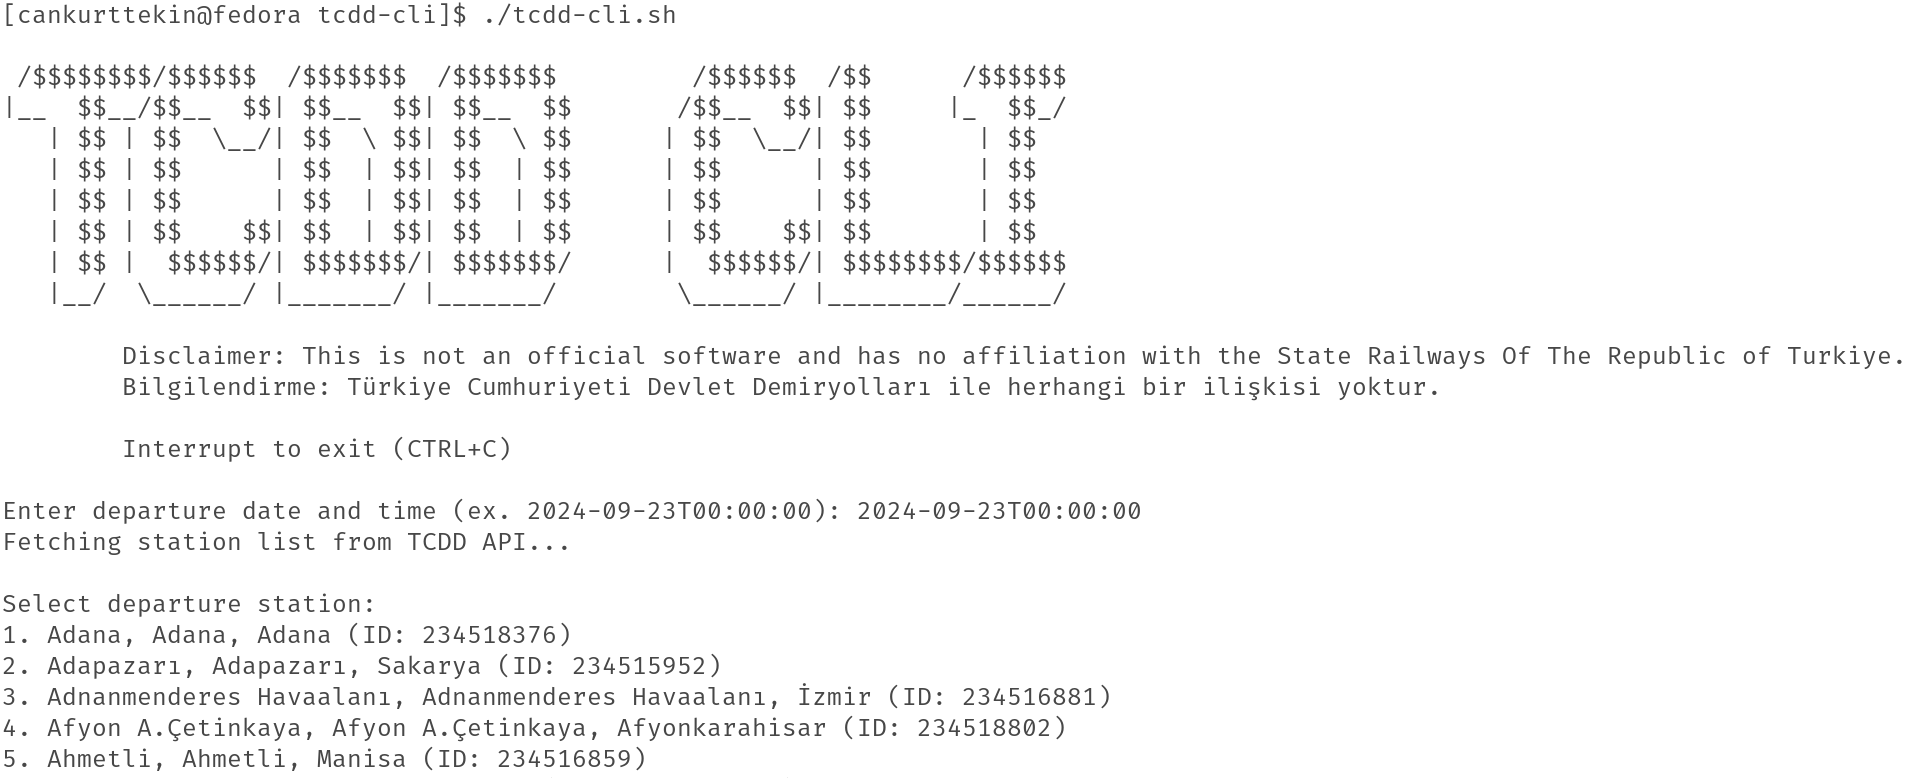 [cankurttekin@fedora tcdd-cli]$ ./tcdd-cli.sh
 /$$$$$$$$/$$$$$$  /$$$$$$$  /$$$$$$$         /$$$$$$  /$$      /$$$$$$
|__  $$__/$$__  $$| $$__  $$| $$__  $$       /$$__  $$| $$     |_  $$_/
   | $$ | $$  \__/| $$  \ $$| $$  \ $$      | $$  \__/| $$       | $$
   | $$ | $$      | $$  | $$| $$  | $$      | $$      | $$       | $$
   | $$ | $$      | $$  | $$| $$  | $$      | $$      | $$       | $$
   | $$ | $$    $$| $$  | $$| $$  | $$      | $$    $$| $$       | $$
   | $$ |  $$$$$$/| $$$$$$$/| $$$$$$$/      |  $$$$$$/| $$$$$$$$/$$$$$$
   |__/  \______/ |_______/ |_______/        \______/ |________/______/
Disclaimer: This is not an official software and has no affiliation with the State Railways Of The Republic of Turkiye.
Bilgilendirme: Türkiye Cumhuriyeti Devlet Demiryolları ile herhangi bir ilişkisi yoktur.
Interrupt to exit (CTRL+C)
Enter departure date and time (ex. 2024-09-23T00:00:00): 2024-09-23T00:00:00
Fetching station list from TCDD API...
Select departure station:
1. Adana, Adana, Adana (ID: 234518376)
2. Adapazarı, Adapazarı, Sakarya (ID: 234515952)
3. Adnanmenderes Havaalanı, Adnanmenderes Havaalanı, İzmir (ID: 234516881)
4. Afyon A.Çetinkaya, Afyon A.Çetinkaya, Afyonkarahisar (ID: 234518802)
5. Ahmetli, Ahmetli, Manisa (ID: 234516859)